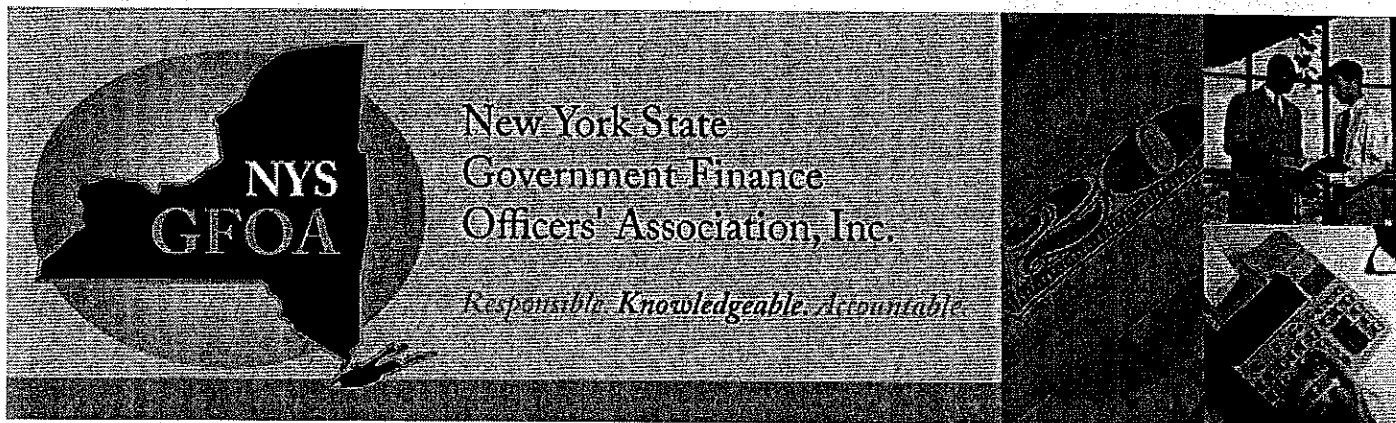 NYS
GFOA
New York State
Government Finance
Officers' Association, Inc.
Responsible. Knowledgeable. Accountable.